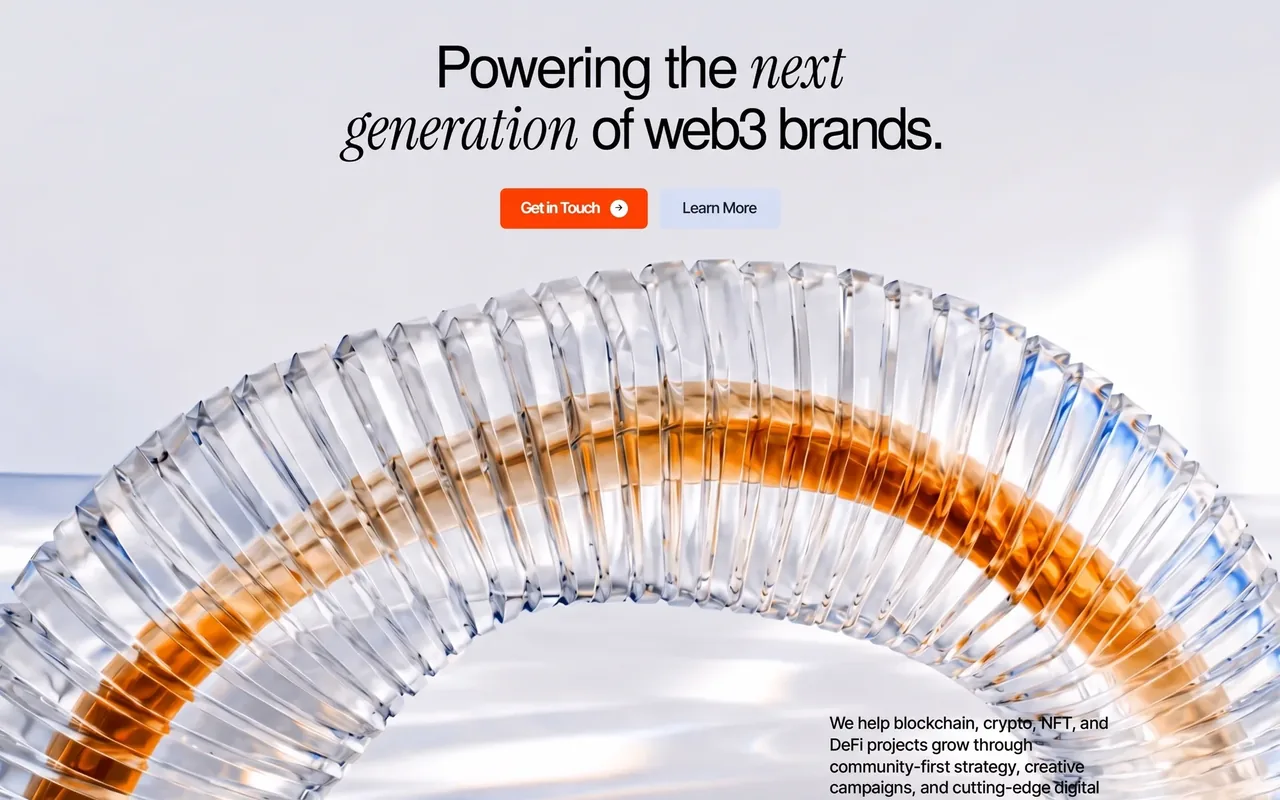 Powering the next
generation of web3 brands.
Get in Touch
Learn More
We help blockchain, crypto, NFT, and
DeFi projects grow through
community-first strategy, creative
campaigns, and cutting-edge digital